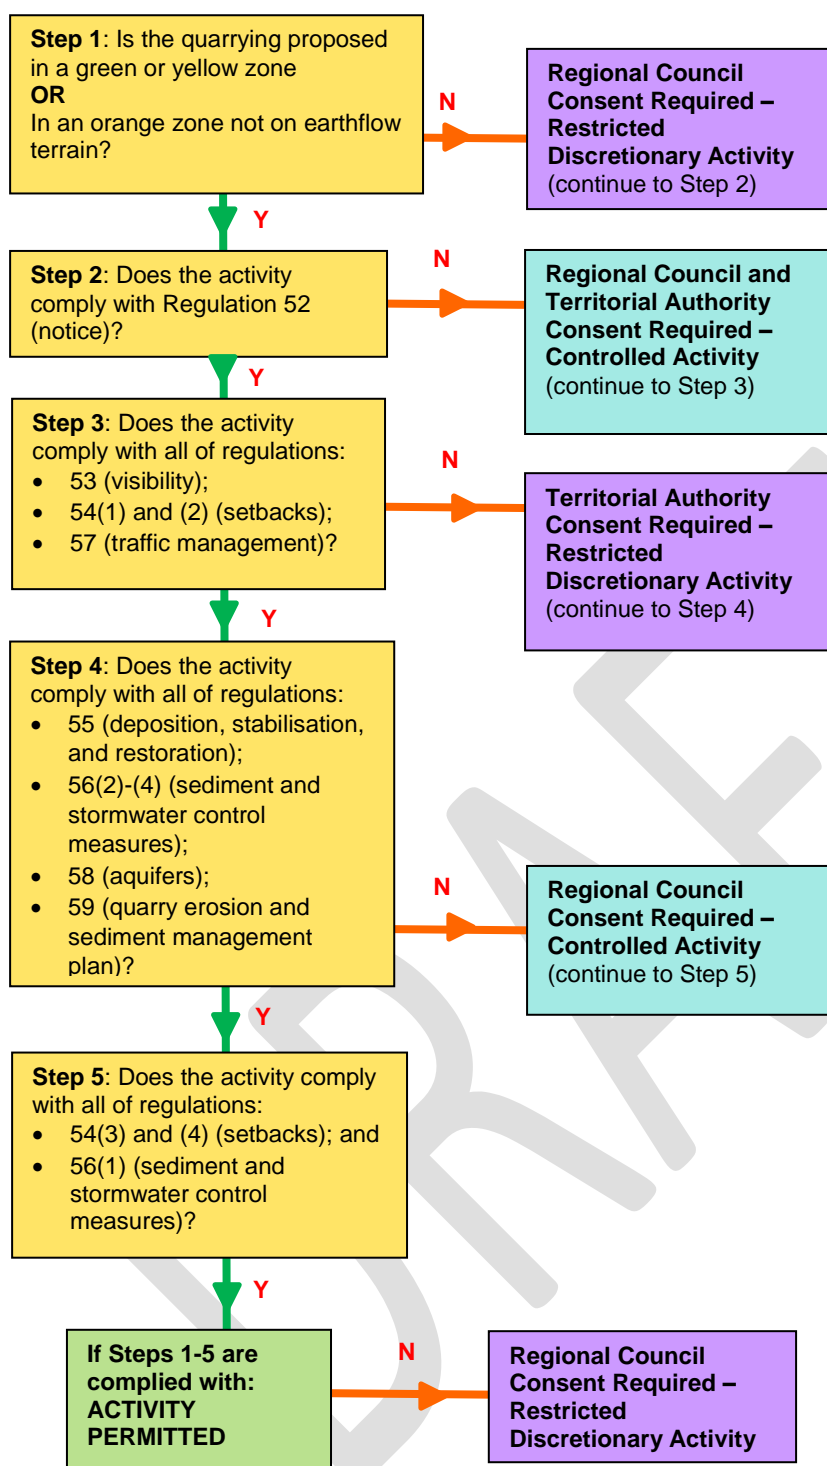 Step 1: Is the quarrying proposed
in a green or yellow zone
OR
In an orange zone not on earthflow
terrain?
N
Regional Council
Consent Required –
Restricted
Discretionary Activity
(continue to Step 2)
Y
Step 2: Does the activity
comply with Regulation 52
(notice)?
N
Regional Council and
Territorial Authority
Consent Required –
Controlled Activity
(continue to Step 3)
Y
Step 3: Does the activity
comply with all of regulations:
• 53 (visibility);
• 54(1) and (2) (setbacks);
• 57 (traffic management)?
N
Territorial Authority
Consent Required –
Restricted
Discretionary Activity
(continue to Step 4)
Y
Step 4: Does the activity
comply with all of regulations:
• 55 (deposition, stabilisation,
and restoration);
• 56(2)-(4) (sediment and
stormwater control
measures);
• 58 (aquifers);
• 59 (quarry erosion and
sediment management
plan)?
N
Regional Council
Consent Required –
Controlled Activity
(continue to Step 5)
Y
Step 5: Does the activity comply
with all of regulations:
• 54(3) and (4) (setbacks); and
• 56(1) (sediment and
stormwater control
measures)?
Y
If Steps 1-5 are
complied with:
ACTIVITY
PERMITTED
N
Regional Council
Consent Required –
Restricted
Discretionary Activity
DRAF